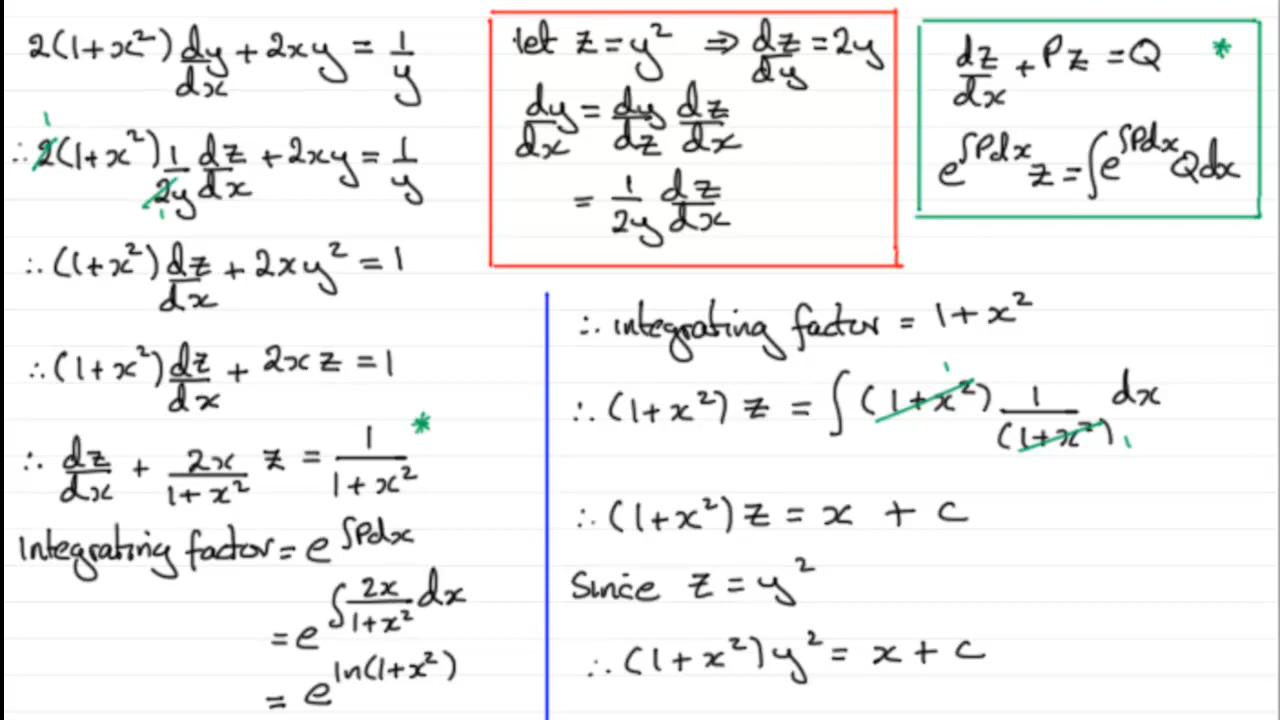 2(1+x²) dy/dx + 2xy = 1/y
∴ 2(1+x²) 1/2y dz/dx + 2xy = 1/y
∴ (1+x²) dz/dx + 2xy² = 1
∴ (1+x²) dz/dx + 2xz = 1
∴ dz/dx + 2x/(1+x²) z = 1/(1+x²) *
Integrating factor = e^∫Pdx
= e^∫2x/(1+x²) dx
= e^ln(1+x²)
let z = y² ⇒ dz/dy = 2y
dy/dx = dy/dz dz/dx
= 1/2y dz/dx
dz/dx + Pz = Q *
e^∫Pdx z = ∫e^∫Pdx Qdx
∴ integrating factor = 1+x²
∴ (1+x²) z = ∫(1+x²) 1/(1+x²) dx
∴ (1+x²) z = x + c
Since z = y²
∴ (1+x²)y² = x + c